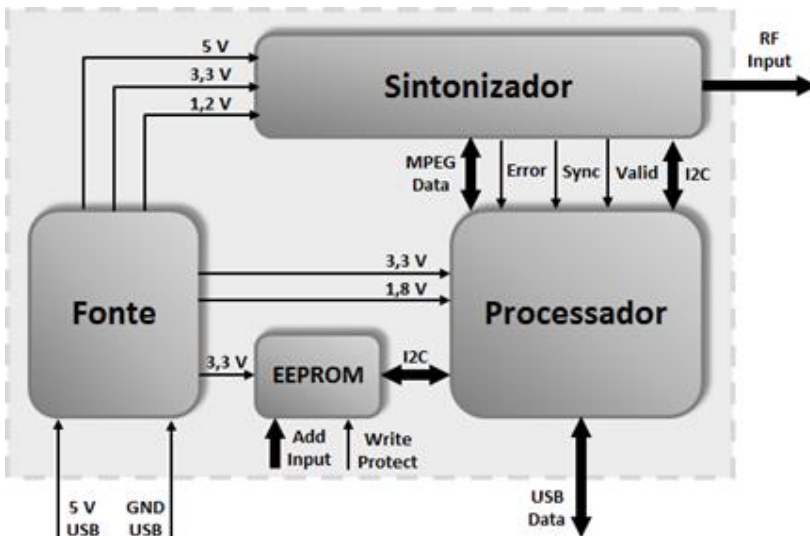 5 V
3,3 V
1,2 V
Sintonizador
RF
Input
MPEG
Data
Error
Sync
Valid
I2C
Fonte
3,3 V
1,8 V
Processador
3,3 V
EEPROM
I2C
Add
Input
Write
Protect
5 V
USB
GND
USB
USB
Data